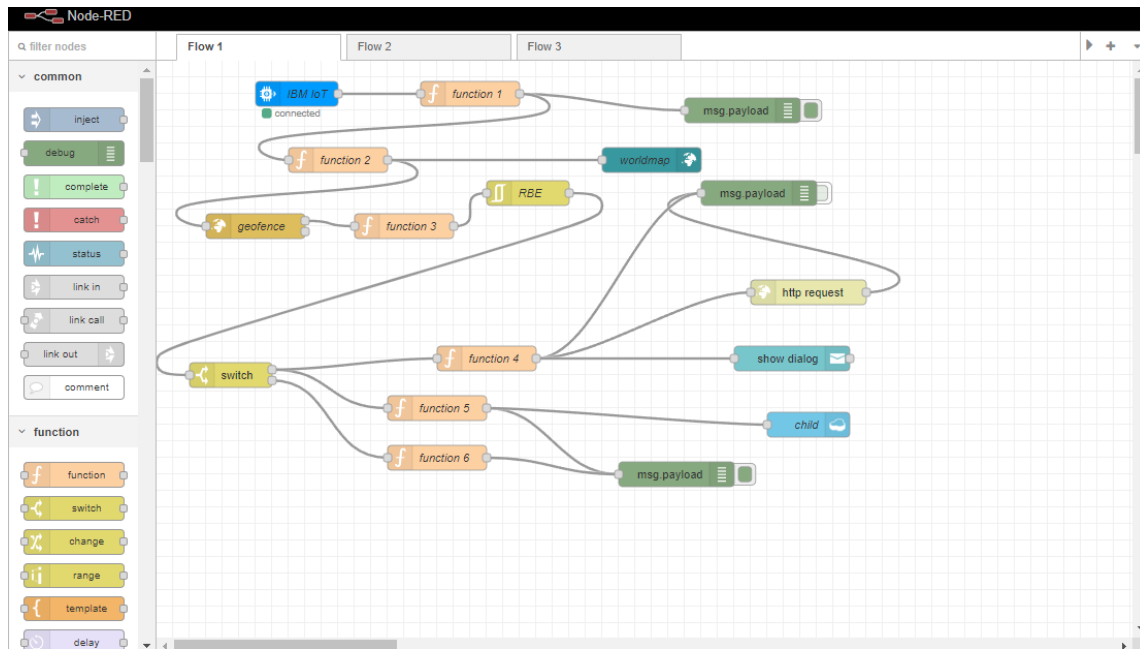 Node-RED
filter nodes
Flow 1
Flow 2
Flow 3
common
inject
debug
complete
catch
status
link in
link call
link out
comment
function
function
switch
change
range
template
delay
IBM IoT
connected
function 1
msg.payload
function 2
worldmap
msg.payload
RBE
geofence
function 3
http request
function 4
show dialog
switch
function 5
child
function 6
msg.payload